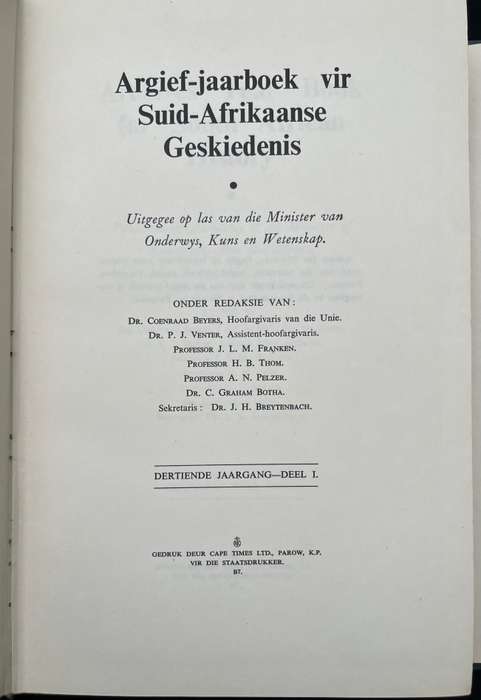 Argief-jaarboek vir
Suid-Afrikaanse
Geskiedenis
•
Uitgegee op las van die Minister van
Onderwys, Kuns en Wetenskap.
ONDER REDAKSIE VAN:
DR. COENRAAD BEYERS, Hoofargivaris van die Unie.
DR. P. J. VENTER, Assistent-hoofargivaris.
PROFESSOR J. L. M. FRANKEN.
PROFESSOR H. B. THOM.
PROFESSOR A. N. PELZER.
DR. C. GRAHAM BOTHA.
Sekretaris: DR. J. H. BREYTENBACH.
DERTIENDE JAARGANG—DEEL I.
GEDRUK DEUR CAPE TIMES LTD., PAROW, K.P.
VIR DIE STAATSDRUKKER.
B7.